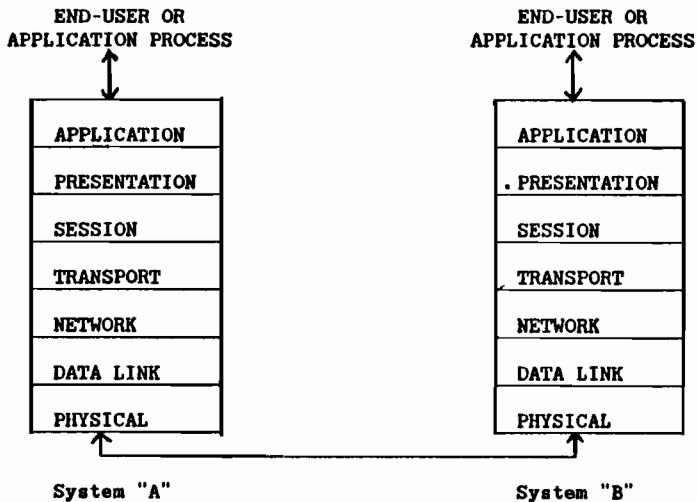 END-USER OR
APPLICATION PROCESS
APPLICATION
PRESENTATION
SESSION
TRANSPORT
NETWORK
DATA LINK
PHYSICAL
System "A"
END-USER OR
APPLICATION PROCESS
APPLICATION
PRESENTATION
SESSION
TRANSPORT
NETWORK
DATA LINK
PHYSICAL
System "B"